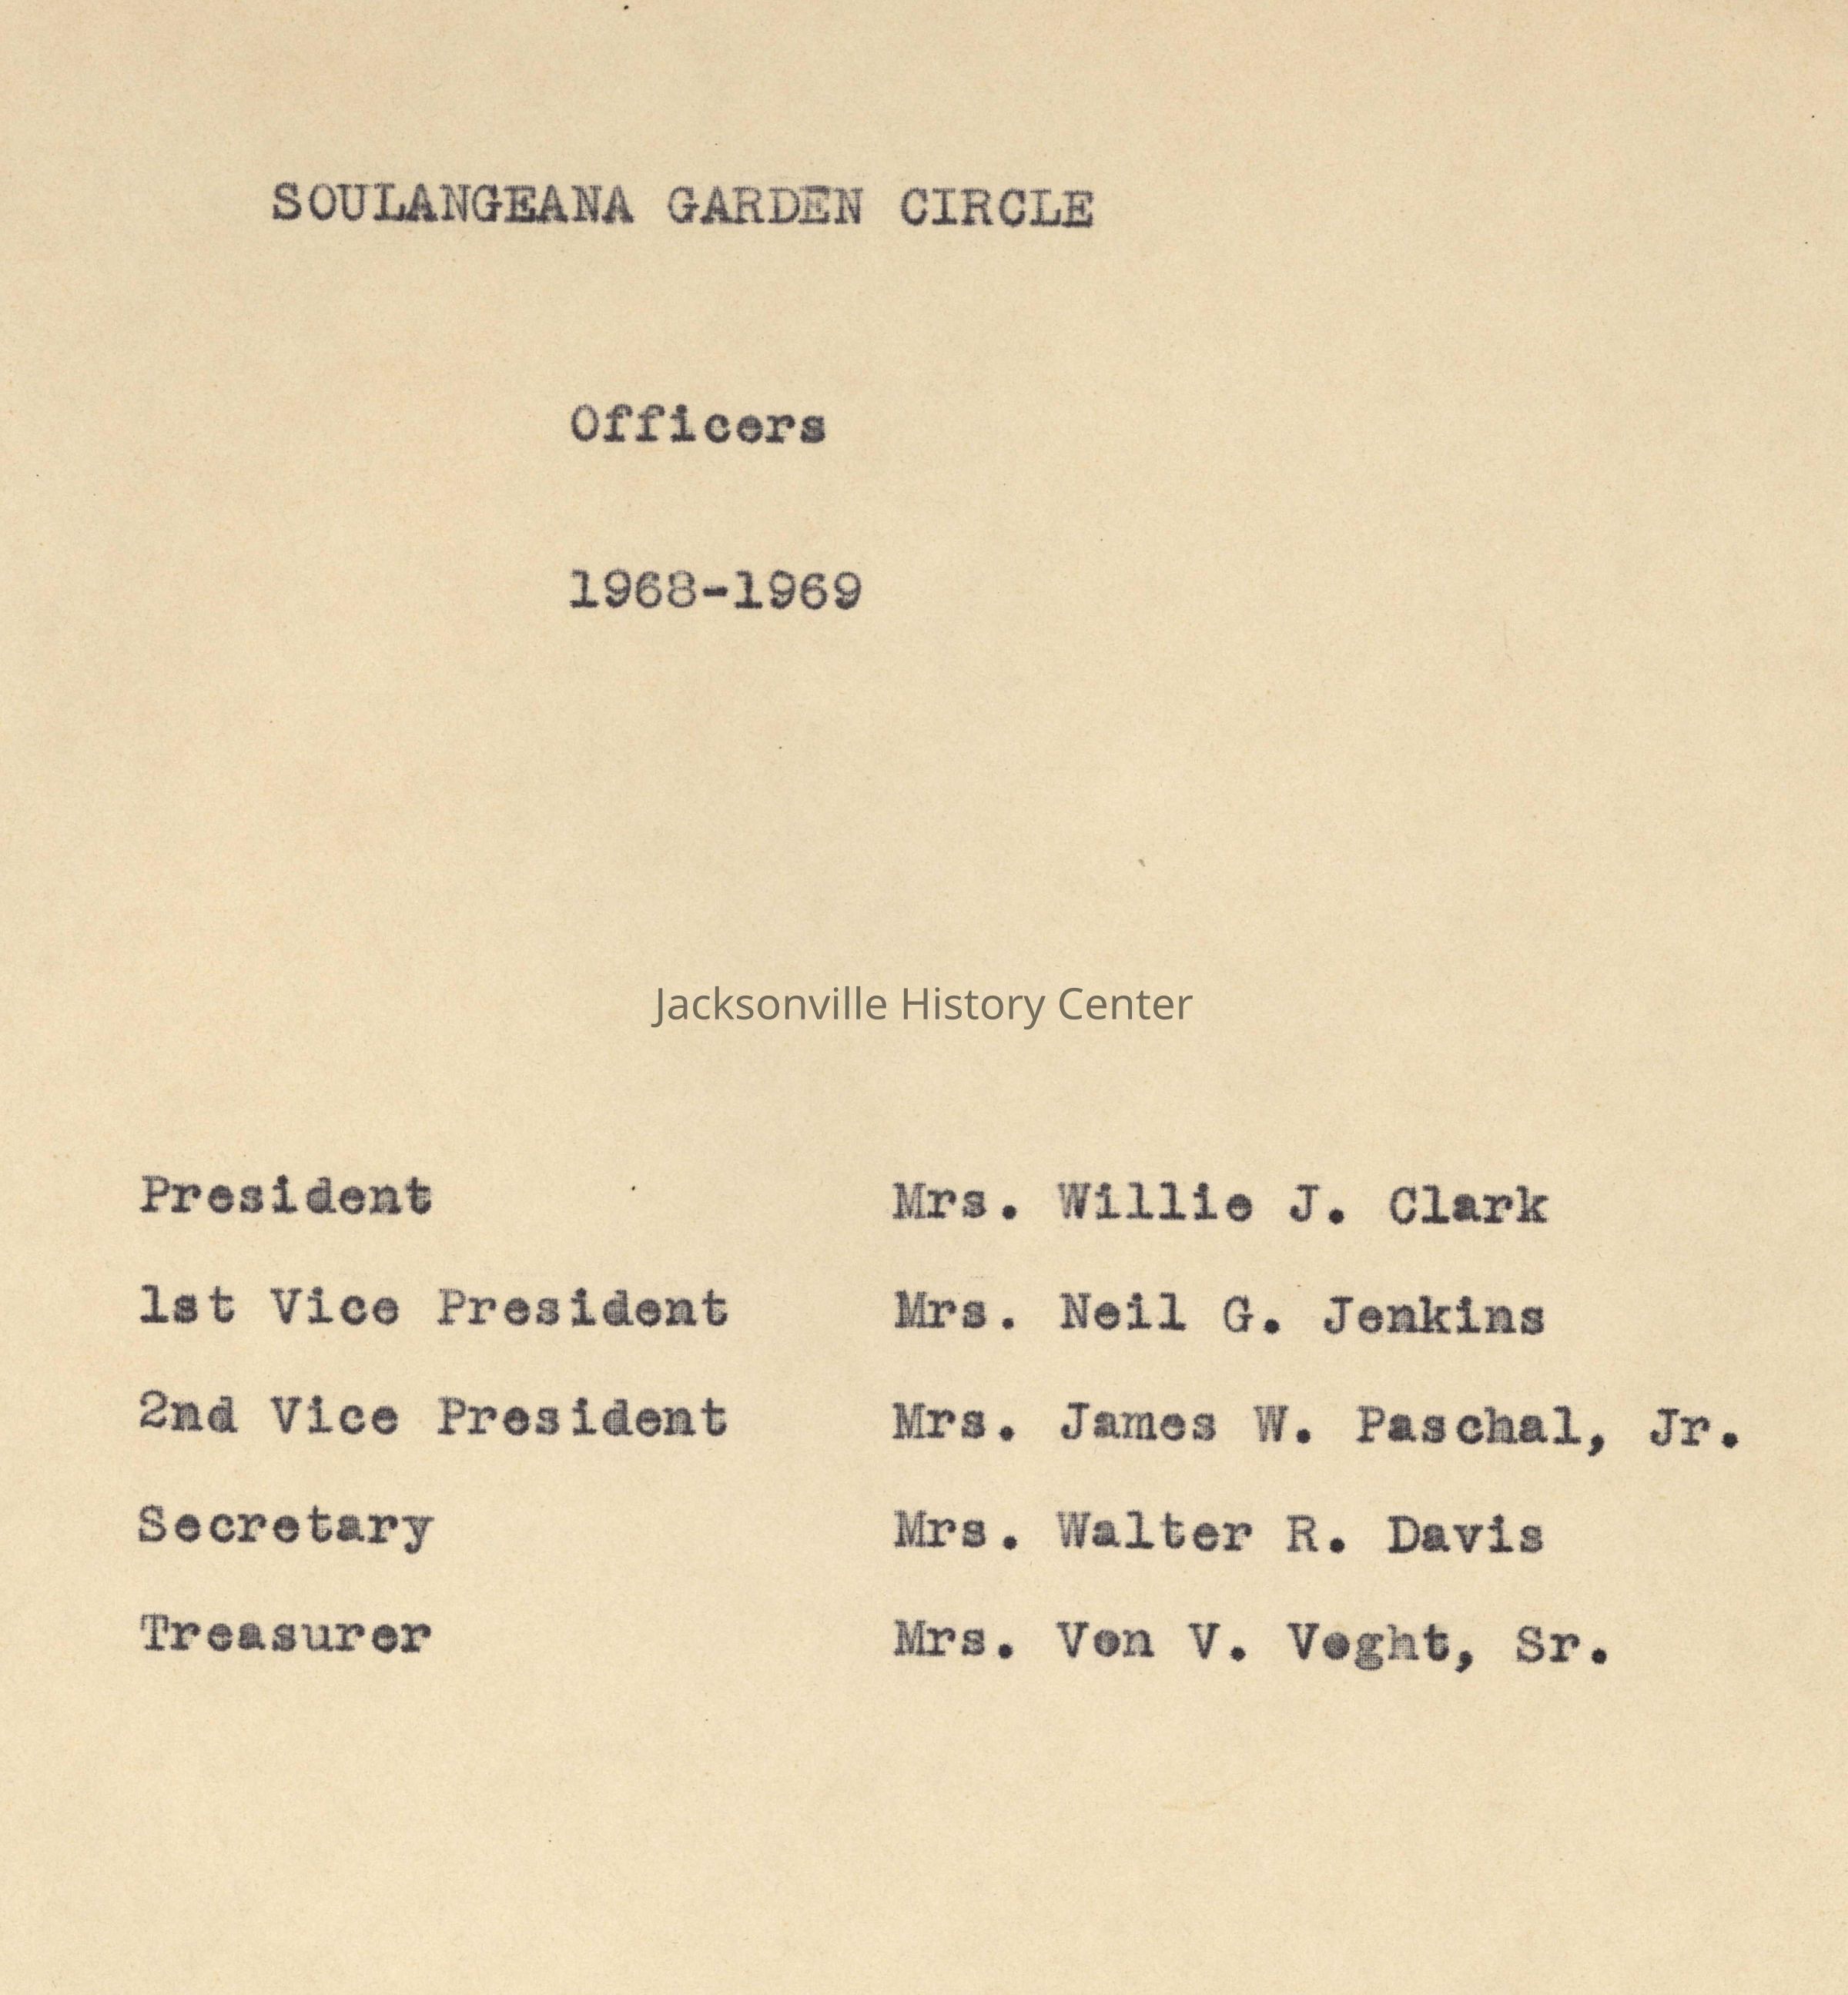 SOULANGEANA GARDEN CIRCLE
Officers
1968-1969
Jacksonville History Center
President Mrs. Willie J. Clark
1st Vice President Mrs. Neil G. Jenkins
2nd Vice President Mrs. James W. Paschal, Jr.
Secretary Mrs. Walter R. Davis
Treasurer Mrs. Von V. Voght, Sr.